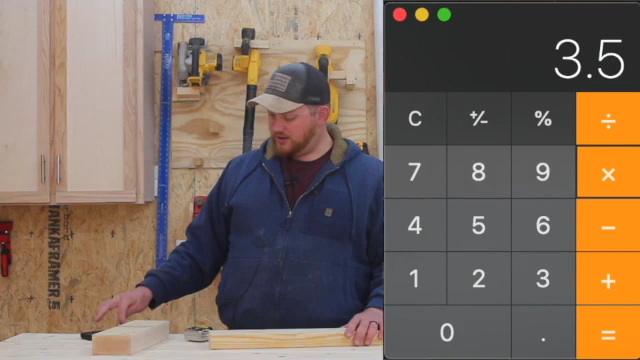 3.5
C +/- % ÷
7 8 9 ×
4 5 6 −
1 2 3 +
0 . =